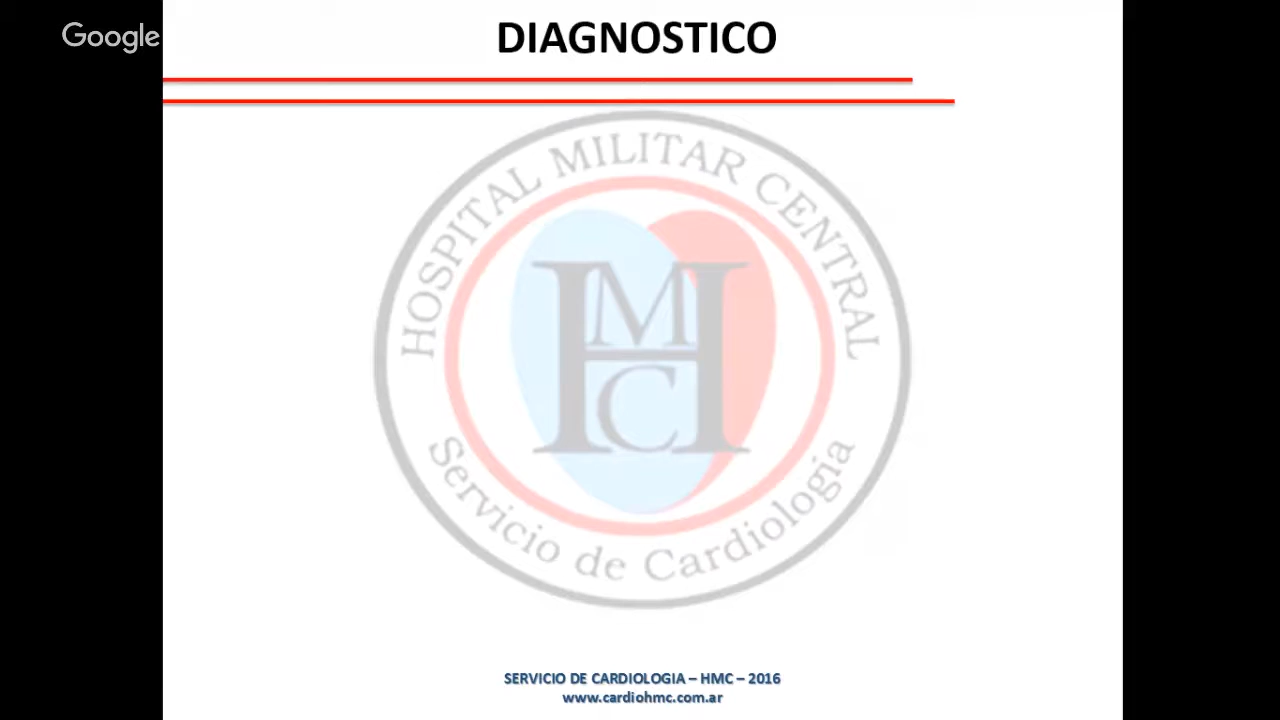 Google
DIAGNOSTICO
HOSPITAL MILITAR CENTRAL
HMC
Servicio de Cardiologia
SERVICIO DE CARDIOLOGIA – HMC – 2016
www.cardiohmc.com.ar